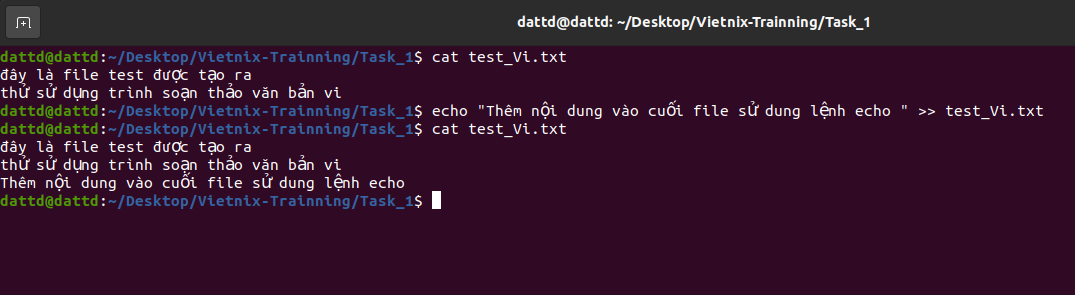 dattd@dattd: ~/Desktop/Vietnix-Trainning/Task_1
dattd@dattd:~/Desktop/Vietnix-Trainning/Task_1$ cat test_Vi.txt
đây là file test được tạo ra
thử sử dụng trinh soạn thảo văn bản vi
dattd@dattd:~/Desktop/Vietnix-Trainning/Task_1$ echo "Thêm nội dung vào cuối file sử dung lệnh echo " >> test_Vi.txt
dattd@dattd:~/Desktop/Vietnix-Trainning/Task_1$ cat test_Vi.txt
đây là file test được tạo ra
thử sử dụng trinh soạn thảo văn bản vi
Thêm nội dung vào cuối file sử dung lệnh echo
dattd@dattd:~/Desktop/Vietnix-Trainning/Task_1$